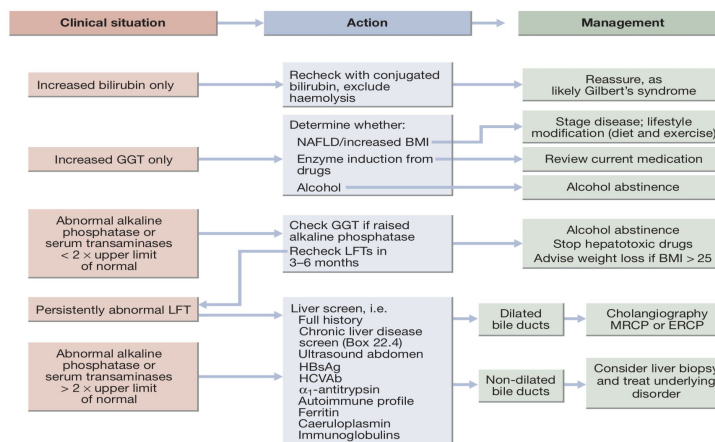 Clinical situation
Action
Management
Increased bilirubin only
Recheck with conjugated
bilirubin, exclude
haemolysis
Reassure, as
likely Gilbert's syndrome
Increased GGT only
Determine whether:
NAFLD/increased BMI
Enzyme induction from
drugs
Alcohol
Stage disease; lifestyle
modification (diet and exercise)
Review current medication
Alcohol abstinence
Abnormal alkaline
phosphatase or
serum transaminases
< 2 × upper limit
of normal
Check GGT if raised
alkaline phosphatase
Recheck LFTs in
3–6 months
Alcohol abstinence
Stop hepatotoxic drugs
Advise weight loss if BMI > 25
Persistently abnormal LFT
Abnormal alkaline
phosphatase or
serum transaminases
> 2 × upper limit
of normal
Liver screen, i.e.
Full history
Chronic liver disease
screen (Box 22.4)
Ultrasound abdomen
HBsAg
HCVAb
α₁-antitrypsin
Autoimmune profile
Ferritin
Caeruloplasmin
Immunoglobulins
Dilated
bile ducts
Cholangiography
MRCP or ERCP
Non-dilated
bile ducts
Consider liver biopsy
and treat underlying
disorder